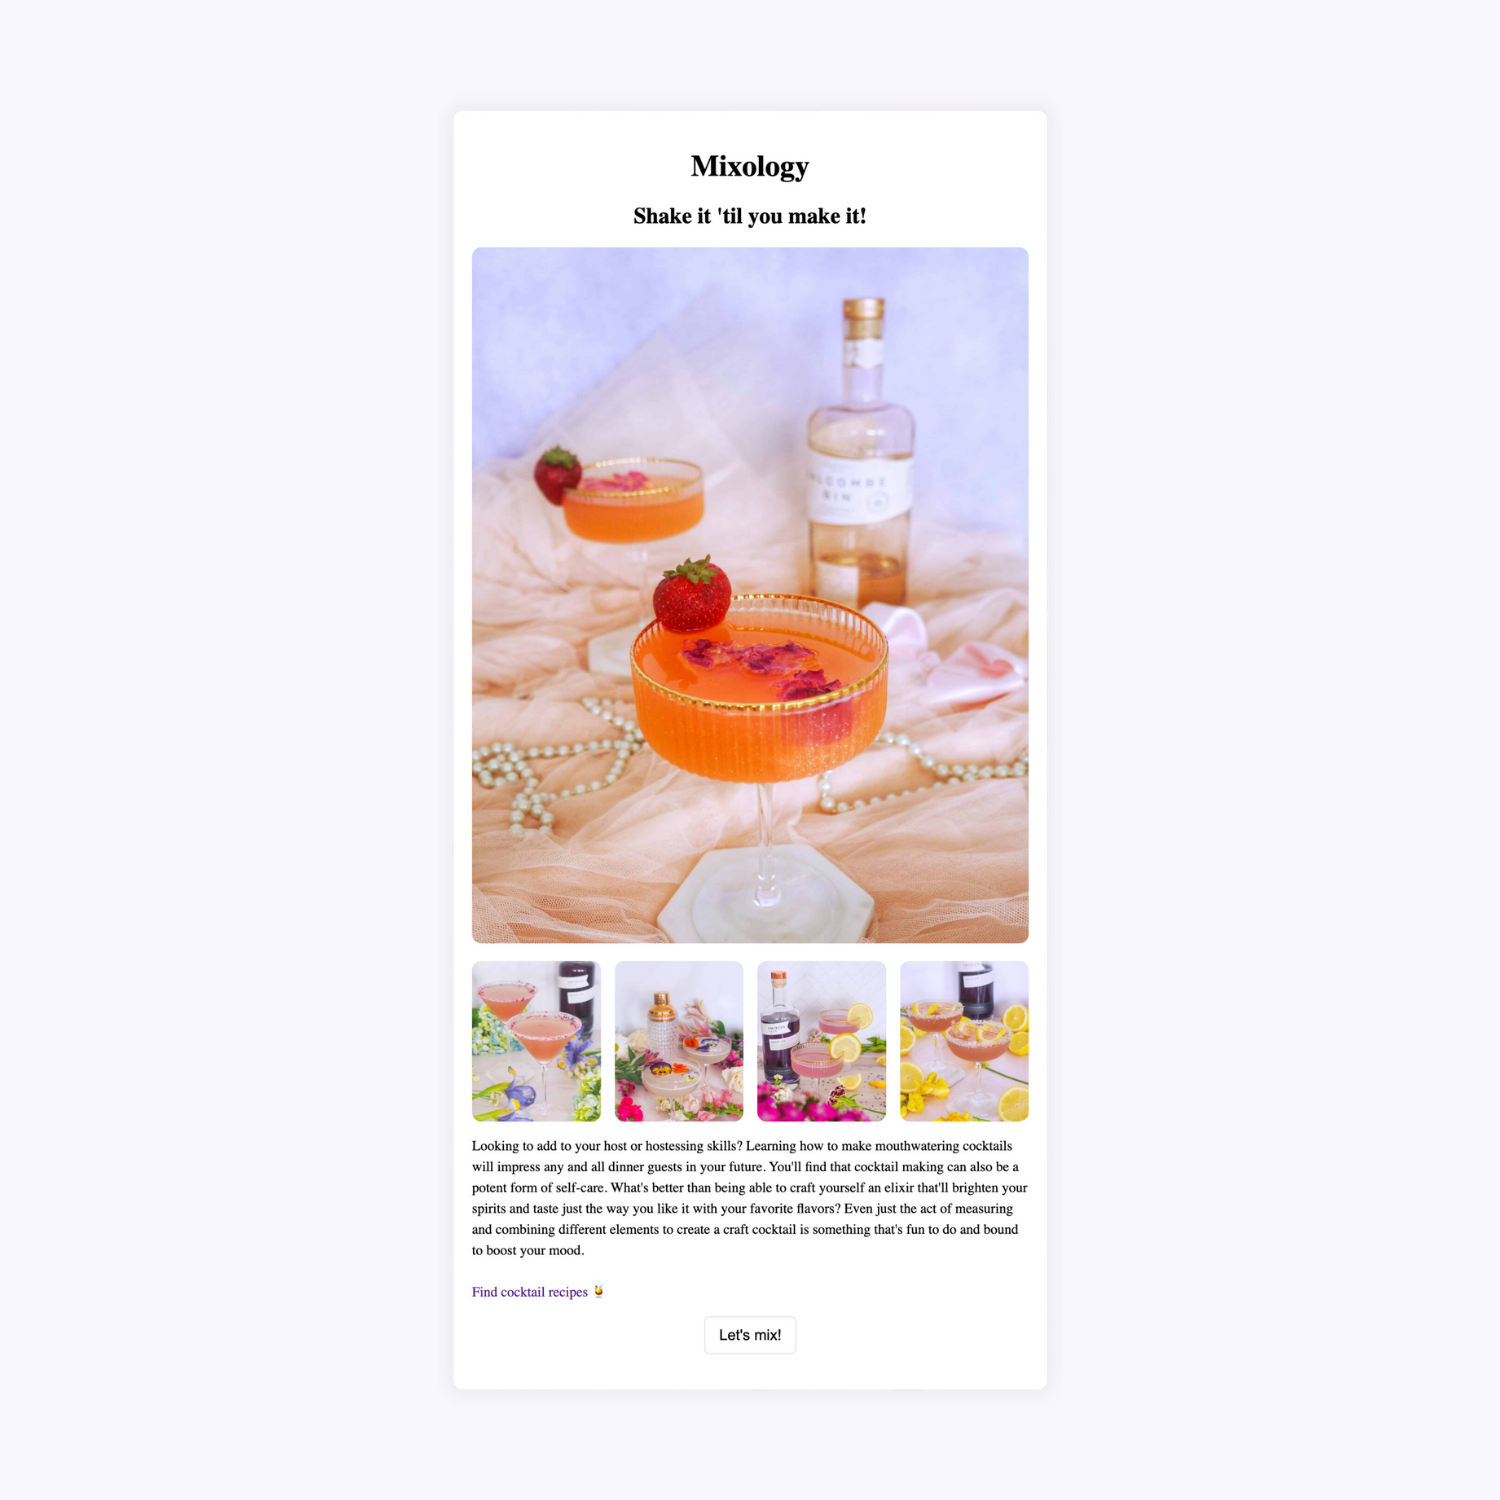 Mixology
Shake it 'til you make it!
GIN
Looking to add to your host or hostessing skills? Learning how to make mouthwatering cocktails
will impress any and all dinner guests in your future. You'll find that cocktail making can also be a
potent form of self-care. What's better than being able to craft yourself an elixir that'll brighten your
spirits and taste just the way you like it with your favorite flavors? Even just the act of measuring
and combining different elements to create a craft cocktail is something that's fun to do and bound
to boost your mood.
Find cocktail recipes 🍹
Let's mix!